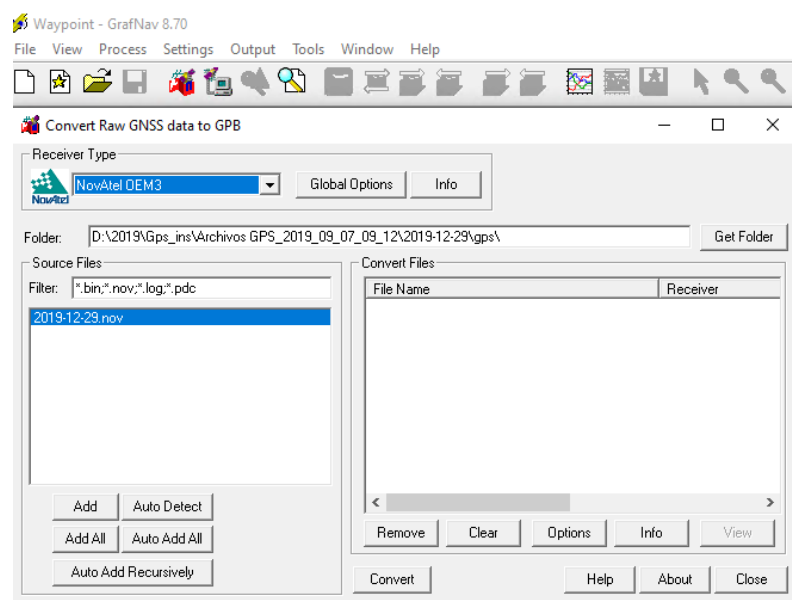 Waypoint - GrafNav 8.70
File View Process Settings Output Tools Window Help
Convert Raw GNSS data to GPB
Receiver Type
NovAtel
NovAtel OEM3
Global Options
Info
Folder: D:\2019\Gps_ins\Archivos GPS_2019_09_07_09_12\2019-12-29\gps\
Get Folder
Source Files
Filter: *.bin;*.nov;*.log;*.pdc
2019-12-29.nov
Convert Files
File Name Receiver
Add Auto Detect
Add All Auto Add All
Auto Add Recursively
Remove Clear Options Info View
Convert Help About Close